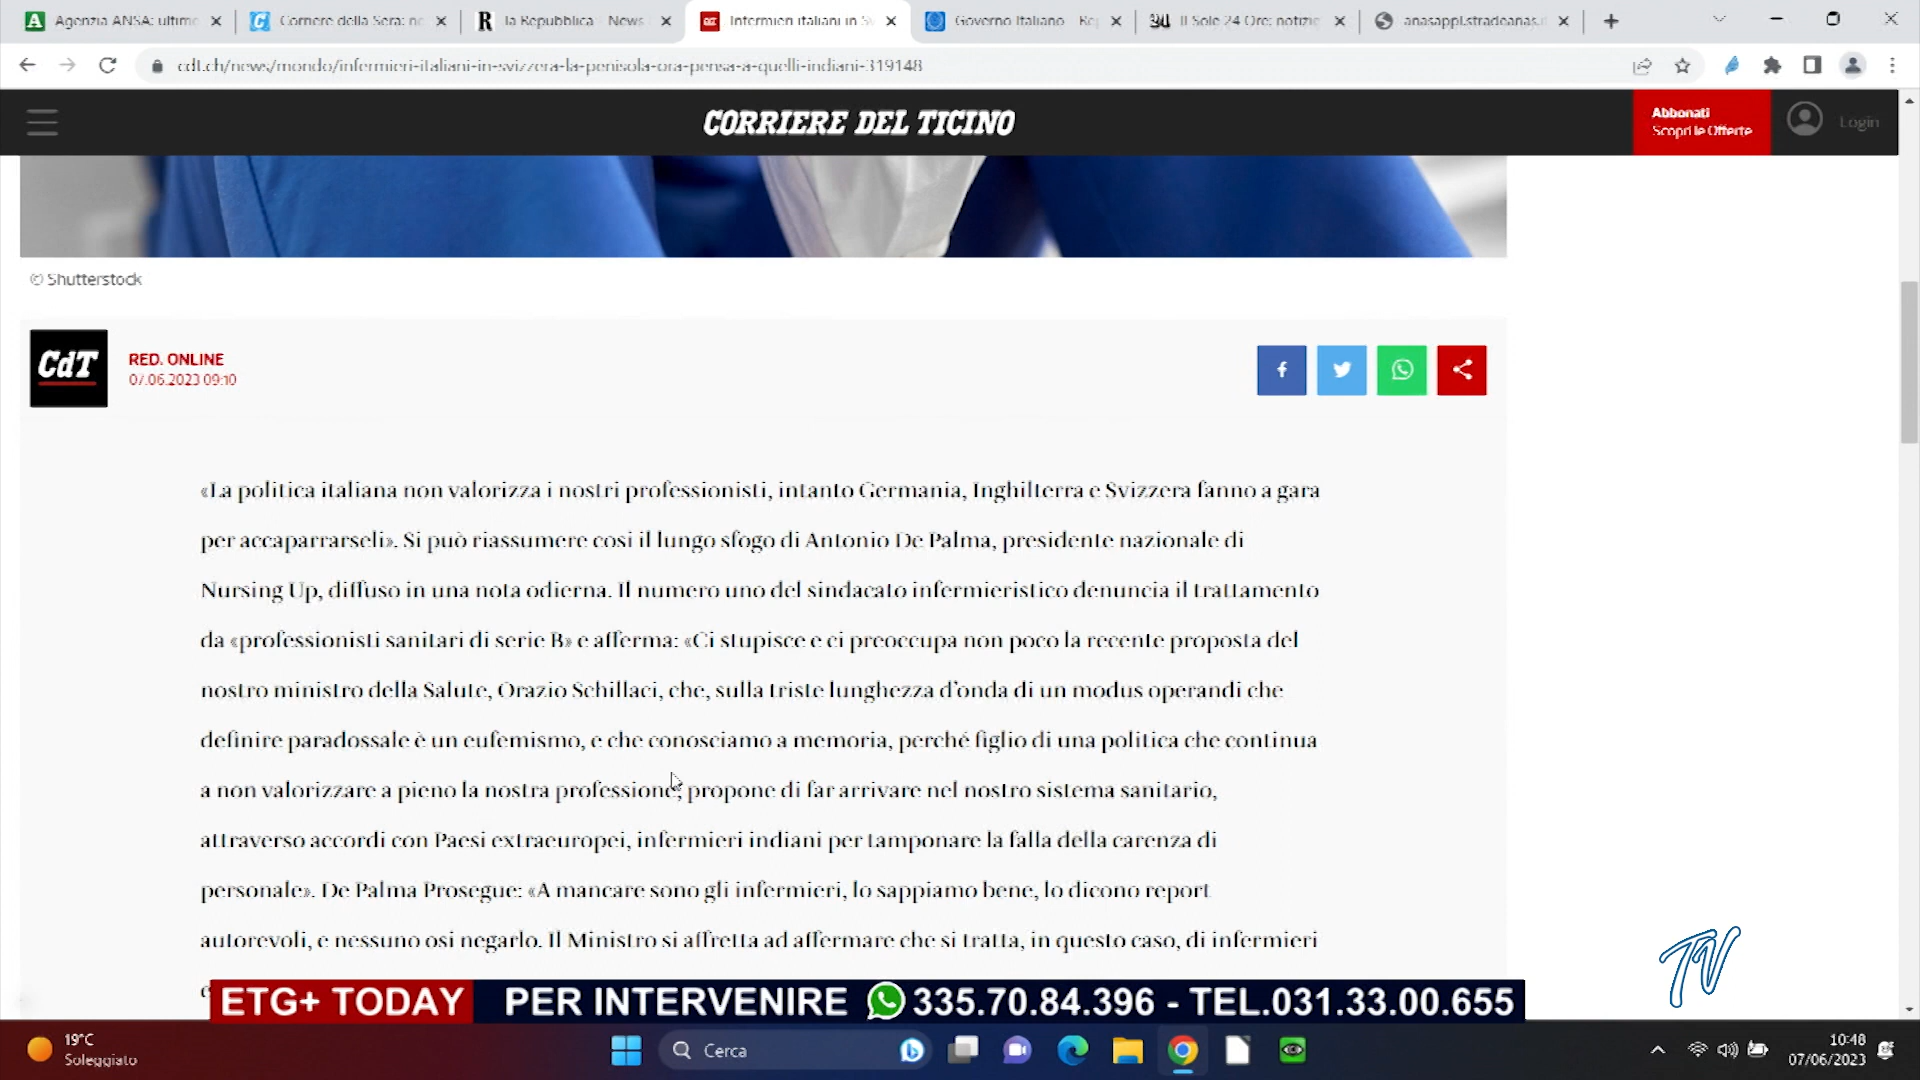 Agenzia ANSA: ultime
Corriere della Sera: no
la Repubblica - News
Infermieri italiani in Sv
Governo Italiano - Rep
Il Sole 24 Ore: notizie
anasappl.stradeanas.i
cdt.ch/news/mondo/infermieri-italiani-in-svizzera-la-penisola-ora-pensa-a-quelli-indiani-319148
CORRIERE DEL TICINO
Abbonati
Scopri le Offerte
Login
© Shutterstock
CdT
RED. ONLINE
07.06.2023 09:10
«La politica italiana non valorizza i nostri professionisti, intanto Germania, Inghilterra e Svizzera fanno a gara
per accaparrarseli». Si può riassumere così il lungo sfogo di Antonio De Palma, presidente nazionale di
Nursing Up, diffuso in una nota odierna. Il numero uno del sindacato infermieristico denuncia il trattamento
da «professionisti sanitari di serie B» e afferma: «Ci stupisce e ci preoccupa non poco la recente proposta del
nostro ministro della Salute, Orazio Schillaci, che, sulla triste lunghezza d'onda di un modus operandi che
definire paradossale è un eufemismo, e che conosciamo a memoria, perché figlio di una politica che continua
a non valorizzare a pieno la nostra professione, propone di far arrivare nel nostro sistema sanitario,
attraverso accordi con Paesi extraeuropei, infermieri indiani per tamponare la falla della carenza di
personale». De Palma Prosegue: «A mancare sono gli infermieri, lo sappiamo bene, lo dicono report
autorevoli, e nessuno osi negarlo. Il Ministro si affretta ad affermare che si tratta, in questo caso, di infermieri
TN
ETG+ TODAY PER INTERVENIRE 335.70.84.396 - TEL.031.33.00.655
19°C
Soleggiato
Cerca
10:48
07/06/2023